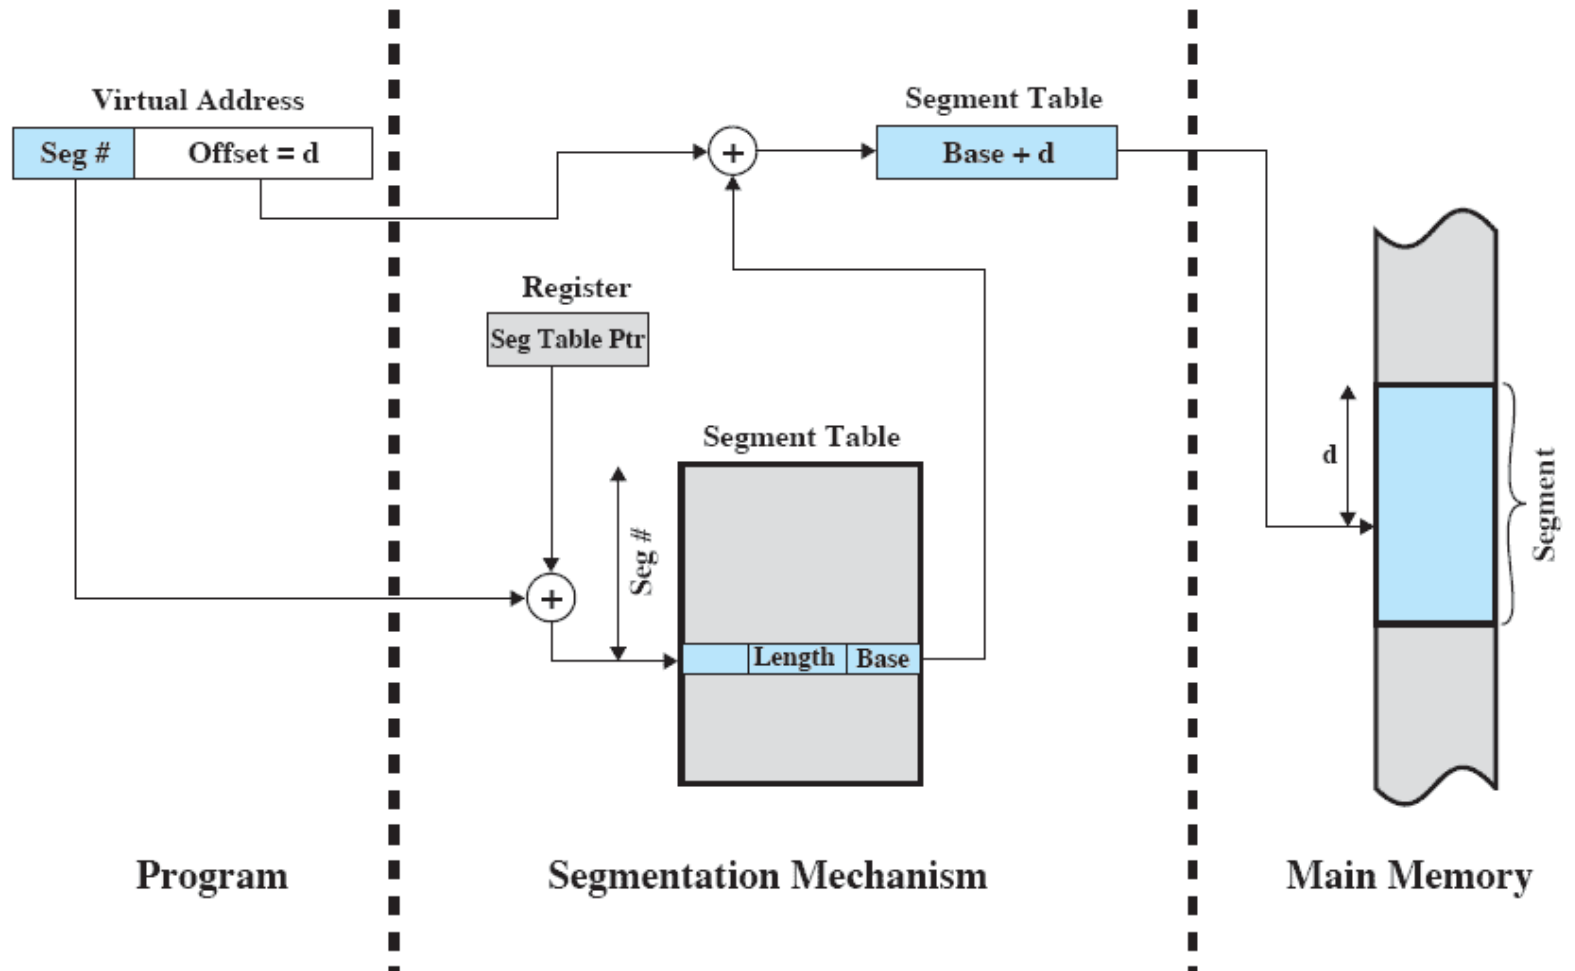 Virtual Address
Seg #
Offset = d
Segment Table
Base + d
Register
Seg Table Ptr
Segment Table
Seg #
Length
Base
+
+
d
Segment
Program
Segmentation Mechanism
Main Memory